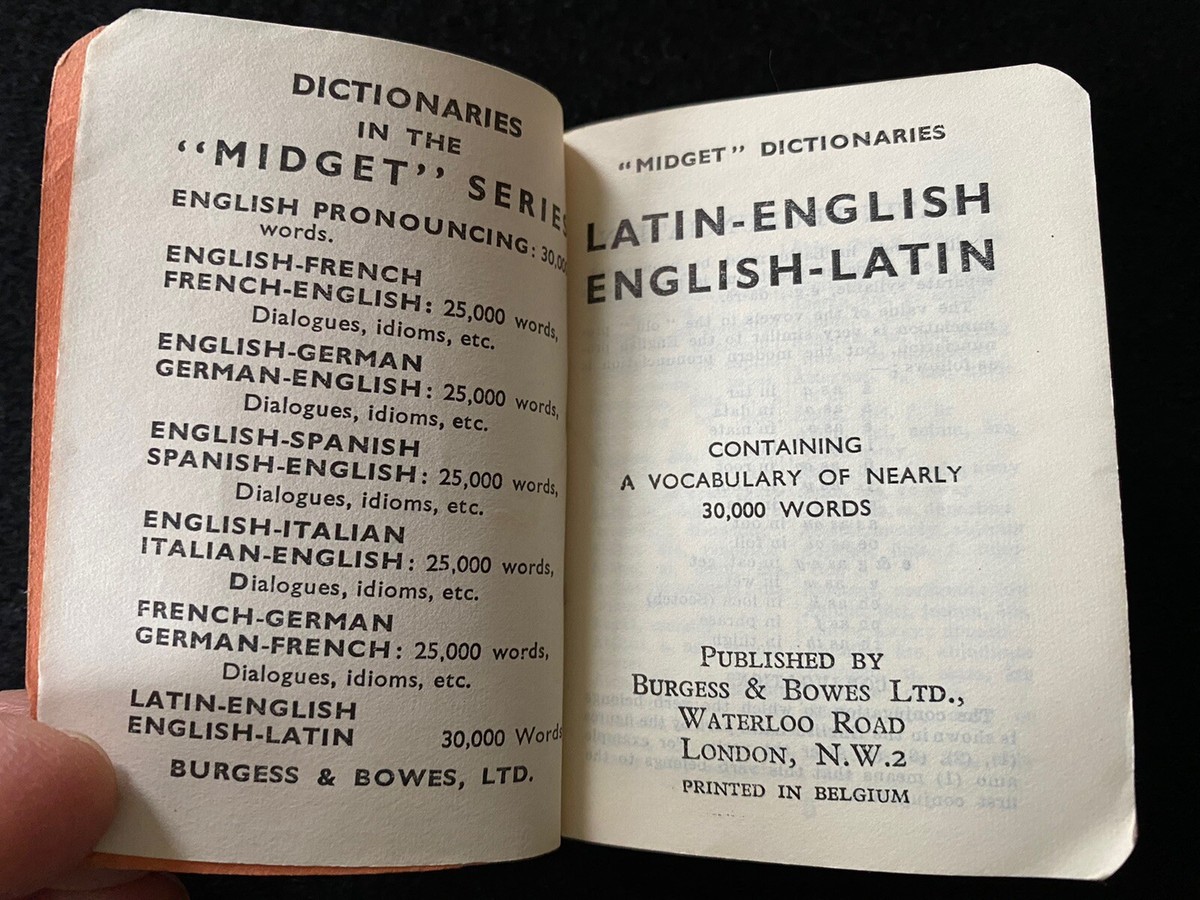 DICTIONARIES
IN THE
“MIDGET” SERIES
ENGLISH PRONOUNCING: 30,00
words.
ENGLISH-FRENCH
FRENCH-ENGLISH: 25,000 words,
Dialogues, idioms, etc.
ENGLISH-GERMAN
GERMAN-ENGLISH: 25,000 words,
Dialogues, idioms, etc.
ENGLISH-SPANISH
SPANISH-ENGLISH: 25,000 words,
Dialogues, idioms, etc.
ENGLISH-ITALIAN
ITALIAN-ENGLISH: 25,000 words,
Dialogues, idioms, etc.
FRENCH-GERMAN
GERMAN-FRENCH: 25,000 words,
Dialogues, idioms, etc.
LATIN-ENGLISH
ENGLISH-LATIN 30,000 Words
BURGESS & BOWES, LTD.
“MIDGET” DICTIONARIES
LATIN-ENGLISH
ENGLISH-LATIN
CONTAINING
A VOCABULARY OF NEARLY
30,000 WORDS
PUBLISHED BY
BURGESS & BOWES LTD.,
WATERLOO ROAD
LONDON, N.W.2
PRINTED IN BELGIUM